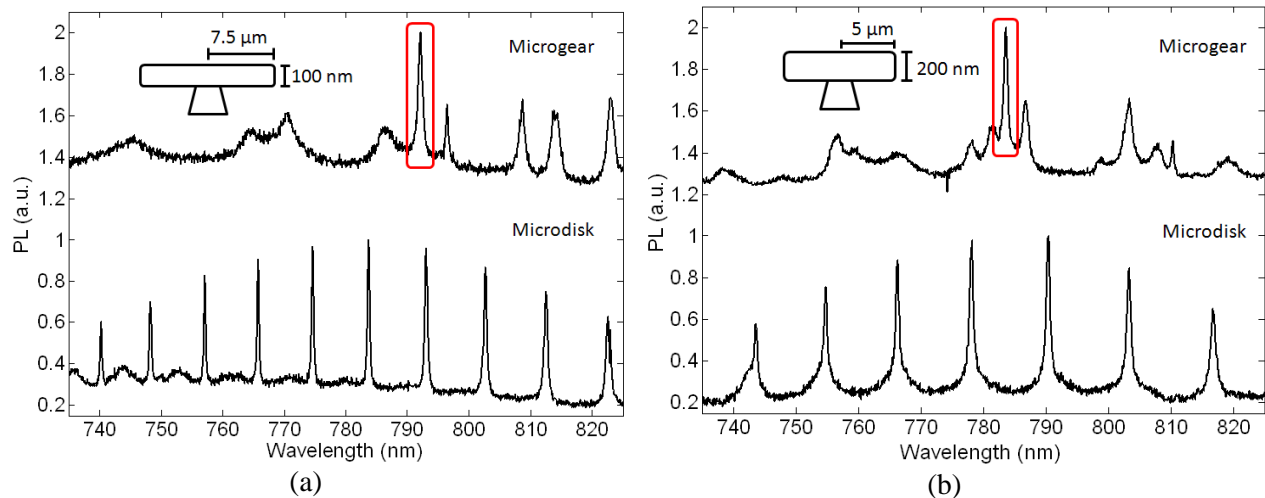 2
1.8
1.6
1.4
1.2
1
0.8
0.6
0.4
0.2
PL (a.u.)
7.5 μm
100 nm
Microgear
Microdisk
740 750 760 770 780 790 800 810 820
Wavelength (nm)
(a)
2
1.8
1.6
1.4
1.2
1
0.8
0.6
0.4
0.2
PL (a.u.)
5 μm
200 nm
Microgear
Microdisk
740 750 760 770 780 790 800 810 820
Wavelength (nm)
(b)